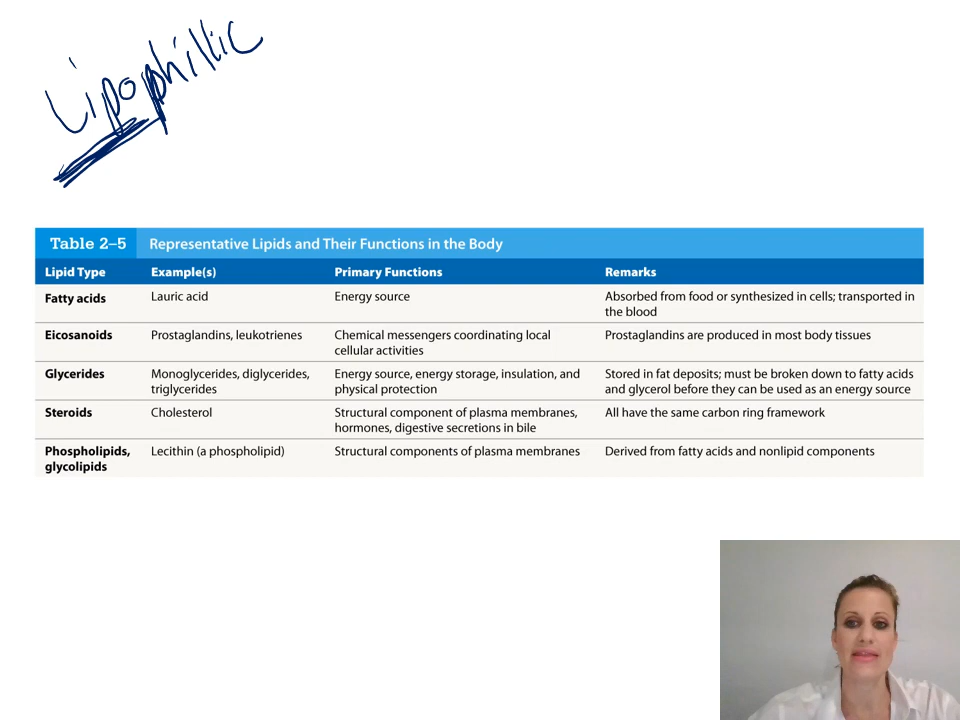 Lipophillic
Table 2–5 Representative Lipids and Their Functions in the Body
Lipid Type Example(s) Primary Functions Remarks
Fatty acids Lauric acid Energy source Absorbed from food or synthesized in cells; transported in
the blood
Eicosanoids Prostaglandins, leukotrienes Chemical messengers coordinating local Prostaglandins are produced in most body tissues
cellular activities
Glycerides Monoglycerides, diglycerides, Energy source, energy storage, insulation, and Stored in fat deposits; must be broken down to fatty acids
triglycerides physical protection and glycerol before they can be used as an energy source
Steroids Cholesterol Structural component of plasma membranes, All have the same carbon ring framework
hormones, digestive secretions in bile
Phospholipids, Lecithin (a phospholipid) Structural components of plasma membranes Derived from fatty acids and nonlipid components
glycolipids